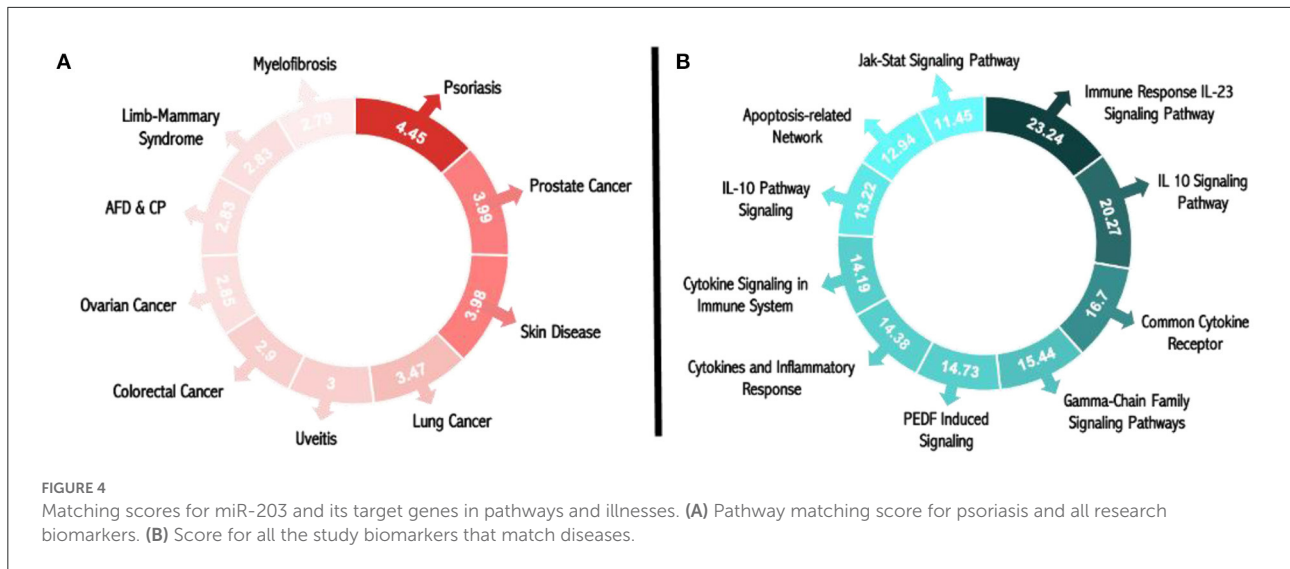 A
Myelofibrosis
Psoriasis
Limb-Mammary
Syndrome
Prostate Cancer
AFD & CP
Ovarian Cancer
Skin Disease
Colorectal Cancer
Lung Cancer
Uveitis
2.79
4.45
2.83
3.99
2.83
2.85
3.98
2.9
3
3.47
B
Jak-Stat Signaling Pathway
Immune Response IL-23
Signaling Pathway
Apoptosis-related
Network
IL-10 Pathway
Signaling
IL 10 Signaling
Pathway
Cytokine Signaling in
Immune System
Common Cytokine
Receptor
Cytokines and Inflammatory
Response
PEDF Induced
Signaling
Gamma-Chain Family
Signaling Pathways
11.45
23.24
12.94
13.22
20.27
14.19
16.7
14.38
14.73
15.44
FIGURE 4
Matching scores for miR-203 and its target genes in pathways and illnesses. (A) Pathway matching score for psoriasis and all research
biomarkers. (B) Score for all the study biomarkers that match diseases.